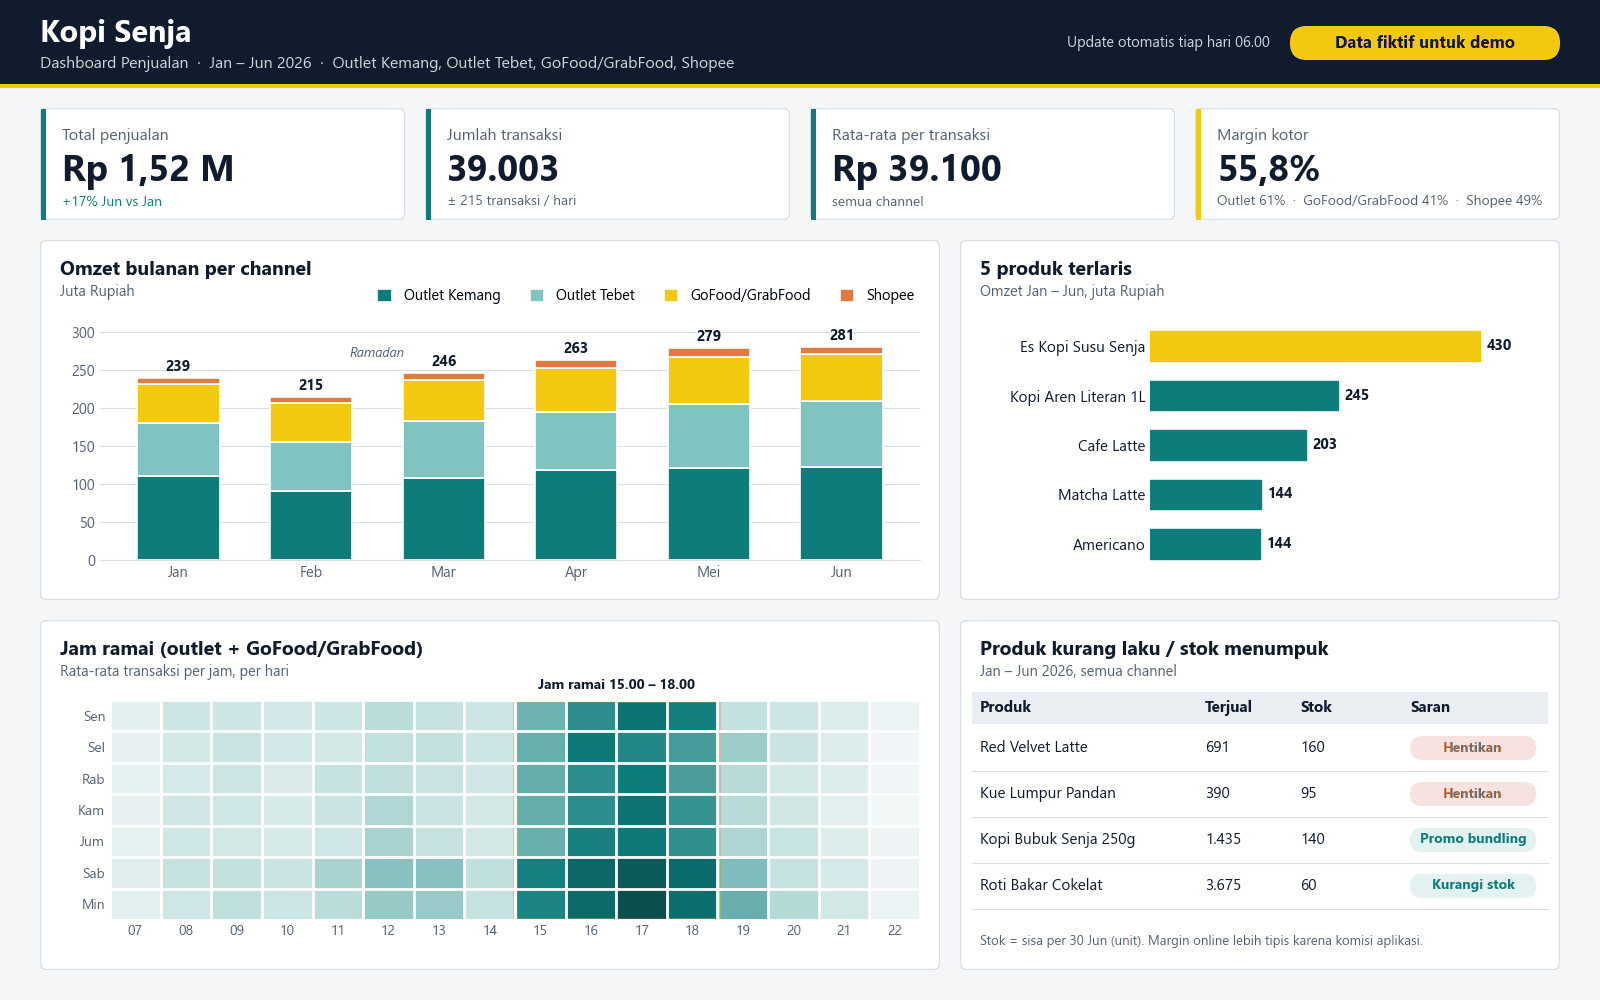 Kopi Senja
Dashboard Penjualan · Jan – Jun 2026 · Outlet Kemang, Outlet Tebet, GoFood/GrabFood, Shopee
Update otomatis tiap hari 06.00
Data fiktif untuk demo
Total penjualan
Rp 1,52 M
+17% Jun vs Jan
Jumlah transaksi
39.003
± 215 transaksi / hari
Rata-rata per transaksi
Rp 39.100
semua channel
Margin kotor
55,8%
Outlet 61% · GoFood/GrabFood 41% · Shopee 49%
Omzet bulanan per channel
Juta Rupiah
Outlet Kemang Outlet Tebet GoFood/GrabFood Shopee
300
250
200
150
100
50
0
239
215
Ramadan
246
263
279
281
Jan Feb Mar Apr Mei Jun
5 produk terlaris
Omzet Jan – Jun, juta Rupiah
Es Kopi Susu Senja 430
Kopi Aren Literan 1L 245
Cafe Latte 203
Matcha Latte 144
Americano 144
Jam ramai (outlet + GoFood/GrabFood)
Rata-rata transaksi per jam, per hari
Jam ramai 15.00 – 18.00
Sen
Sel
Rab
Kam
Jum
Sab
Min
07 08 09 10 11 12 13 14 15 16 17 18 19 20 21 22
Produk kurang laku / stok menumpuk
Jan – Jun 2026, semua channel
Produk Terjual Stok Saran
Red Velvet Latte 691 160 Hentikan
Kue Lumpur Pandan 390 95 Hentikan
Kopi Bubuk Senja 250g 1.435 140 Promo bundling
Roti Bakar Cokelat 3.675 60 Kurangi stok
Stok = sisa per 30 Jun (unit). Margin online lebih tipis karena komisi aplikasi.